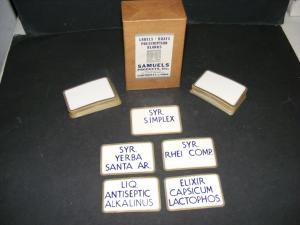 LABELS - BOXES
PRESCRIPTION
BLANKS
SAMUELS
PRODUCTS, INC.
SYR.
SIMPLEX
SYR.
YERBA
SANTA AR.
SYR.
RHEI COMP.
LIQ.
ANTISEPTIC
ALKALINUS
ELIXIR
CAPSICUM
LACTOPHOS.